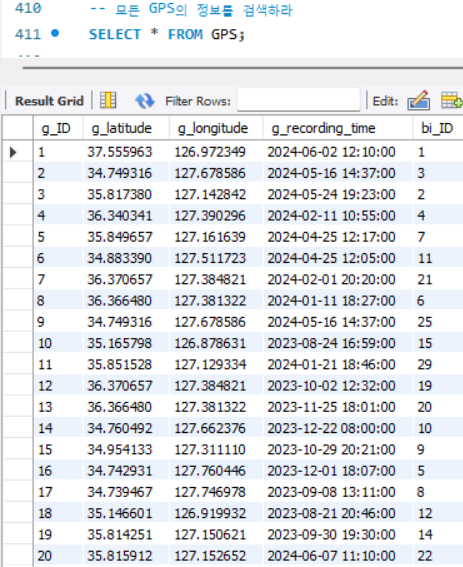 410 -- 모든 GPS의 정보를 검색하라
411 SELECT * FROM GPS;
Result Grid Filter Rows: Edit:
g_ID g_latitude g_longitude g_recording_time bi_ID
1 37.555963 126.972349 2024-06-02 12:10:00 1
2 34.749316 127.678586 2024-05-16 14:37:00 3
3 35.817380 127.142842 2024-05-24 19:23:00 2
4 36.340341 127.390296 2024-02-11 10:55:00 4
5 35.849657 127.161639 2024-04-25 12:17:00 7
6 34.883390 127.511723 2024-04-25 12:05:00 11
7 36.370657 127.384821 2024-02-01 20:20:00 21
8 36.366480 127.381322 2024-01-11 18:27:00 6
9 34.749316 127.678586 2024-05-16 14:37:00 25
10 35.165798 126.878631 2023-08-24 16:59:00 15
11 35.851528 127.129334 2024-01-21 18:46:00 29
12 36.370657 127.384821 2023-10-02 12:32:00 19
13 36.366480 127.381322 2023-11-25 18:01:00 20
14 34.760492 127.662376 2023-12-22 08:00:00 10
15 34.954133 127.311110 2023-10-29 20:21:00 9
16 34.742931 127.760446 2023-12-01 18:07:00 5
17 34.739467 127.746978 2023-09-08 13:11:00 8
18 35.146601 126.919932 2023-08-21 20:46:00 12
19 35.814251 127.150621 2023-09-30 19:30:00 14
20 35.815912 127.152652 2024-06-07 11:10:00 22